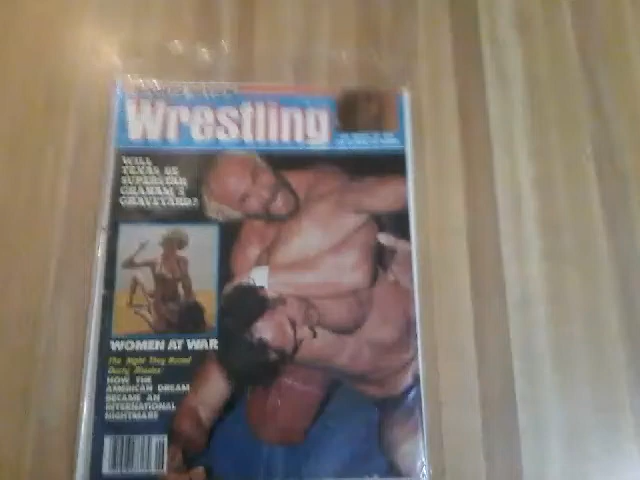 Wrestling
WILL
TEXAS BE
SUPERSTAR
GRAHAM'S
GRAVEYARD?
WOMEN AT WAR
The Night They Booed
Dusty Rhodes:
HOW THE
AMERICAN DREAM
BECAME AN
INTERNATIONAL
NIGHTMARE